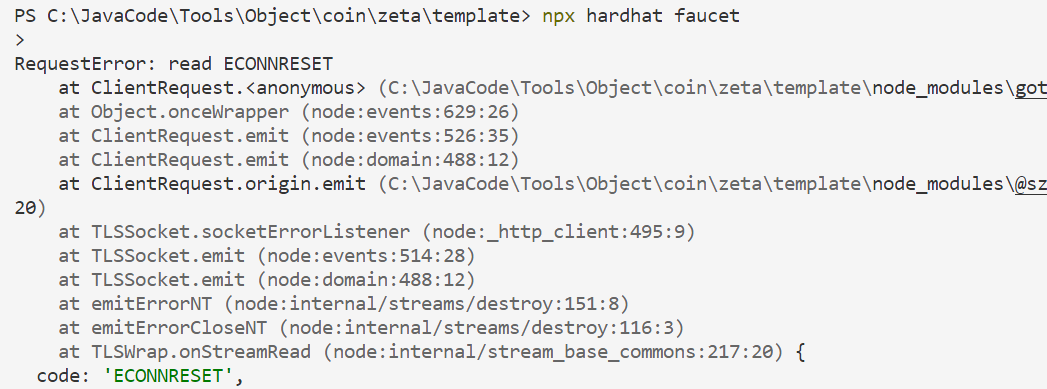 PS C:\JavaCode\Tools\Object\coin\zeta\template> npx hardhat faucet
>
RequestError: read ECONNRESET
    at ClientRequest.<anonymous> (C:\JavaCode\Tools\Object\coin\zeta\template\node_modules\got
    at Object.onceWrapper (node:events:629:26)
    at ClientRequest.emit (node:events:526:35)
    at ClientRequest.emit (node:domain:488:12)
    at ClientRequest.origin.emit (C:\JavaCode\Tools\Object\coin\zeta\template\node_modules\@sz
20)
    at TLSSocket.socketErrorListener (node:_http_client:495:9)
    at TLSSocket.emit (node:events:514:28)
    at TLSSocket.emit (node:domain:488:12)
    at emitErrorNT (node:internal/streams/destroy:151:8)
    at emitErrorCloseNT (node:internal/streams/destroy:116:3)
    at TLSWrap.onStreamRead (node:internal/stream_base_commons:217:20) {
  code: 'ECONNRESET',